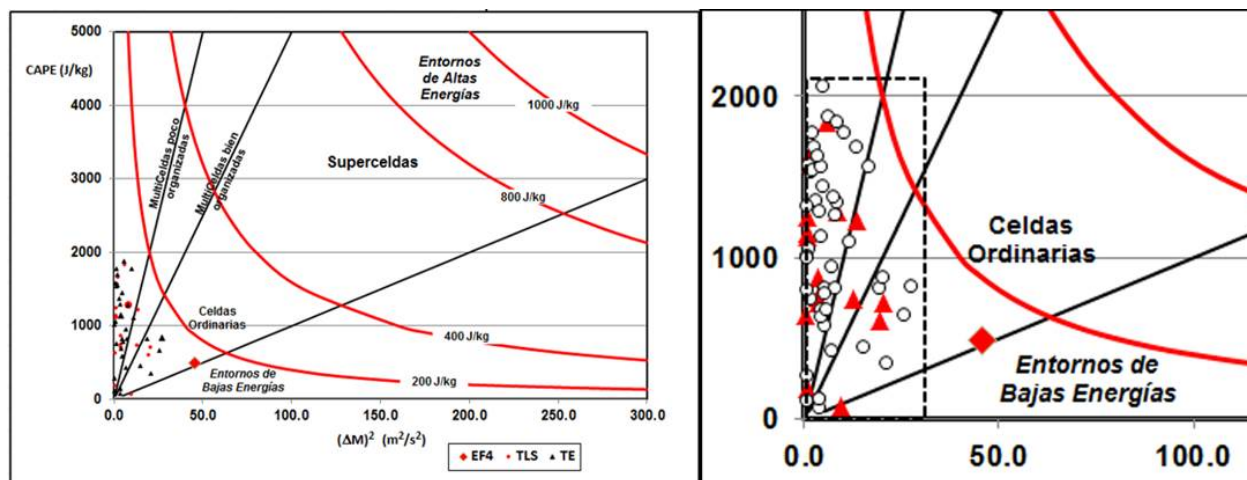 5000
CAPE (J/kg)
4000
3000
2000
1000
0
0.0
50.0
100.0
150.0
200.0
250.0
300.0
(ΔM)² (m²/s²)
MultiCeldas poco
organizadas
MultiCeldas bien
organizadas
Entornos
de Altas
Energías
1000 J/kg
Superceldas
800 J/kg
Celdas
Ordinarias
400 J/kg
Entornos de
Bajas Energías
200 J/kg
EF4 TLS TE
2000
1000
0
0.0
50.0
100.0
Celdas
Ordinarias
Entornos de
Bajas Energías